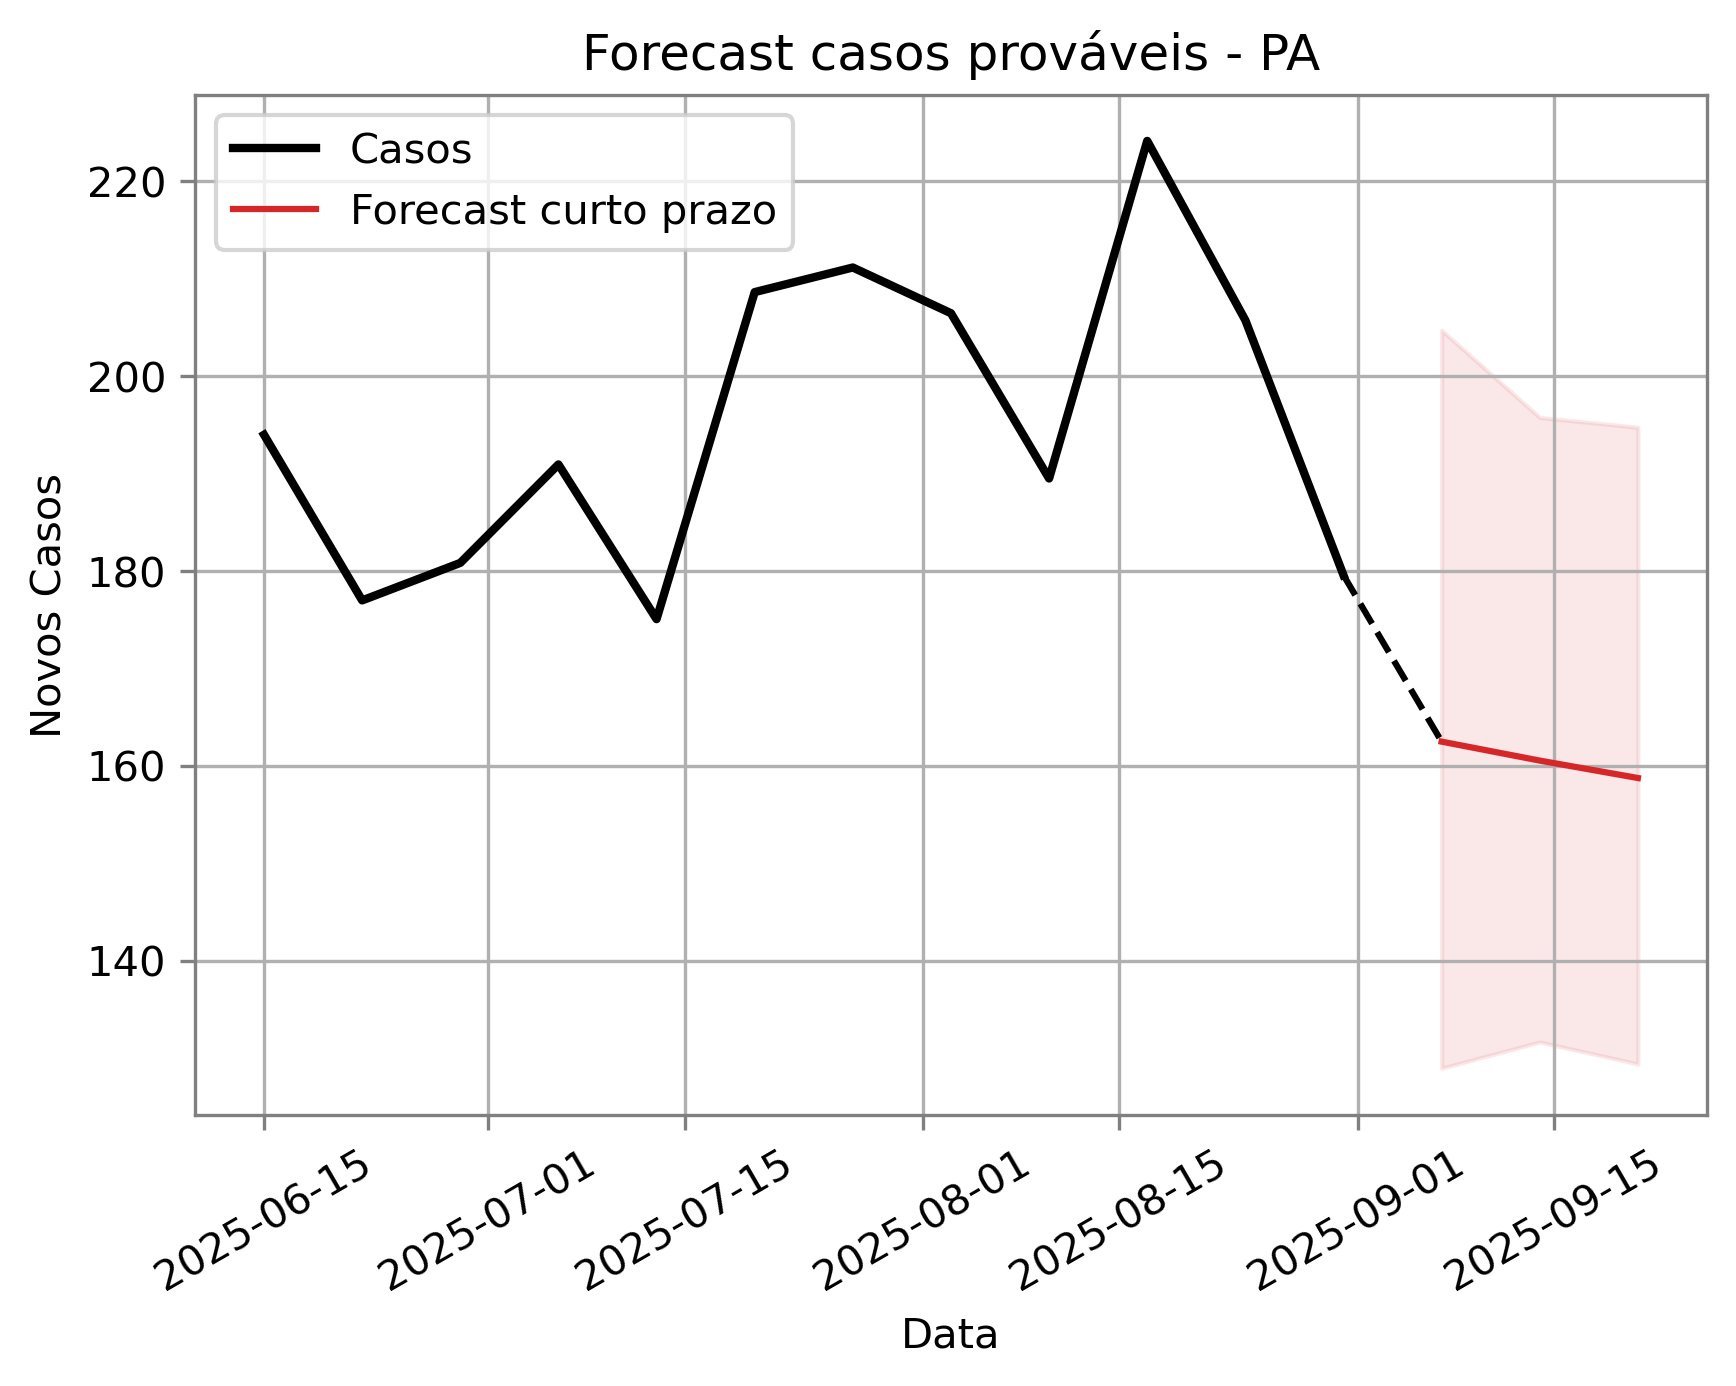 Forecast casos prováveis - PA
Casos
Forecast curto prazo
220
200
180
160
140
Novos Casos
2025-06-15
2025-07-01
2025-07-15
2025-08-01
2025-08-15
2025-09-01
2025-09-15
Data